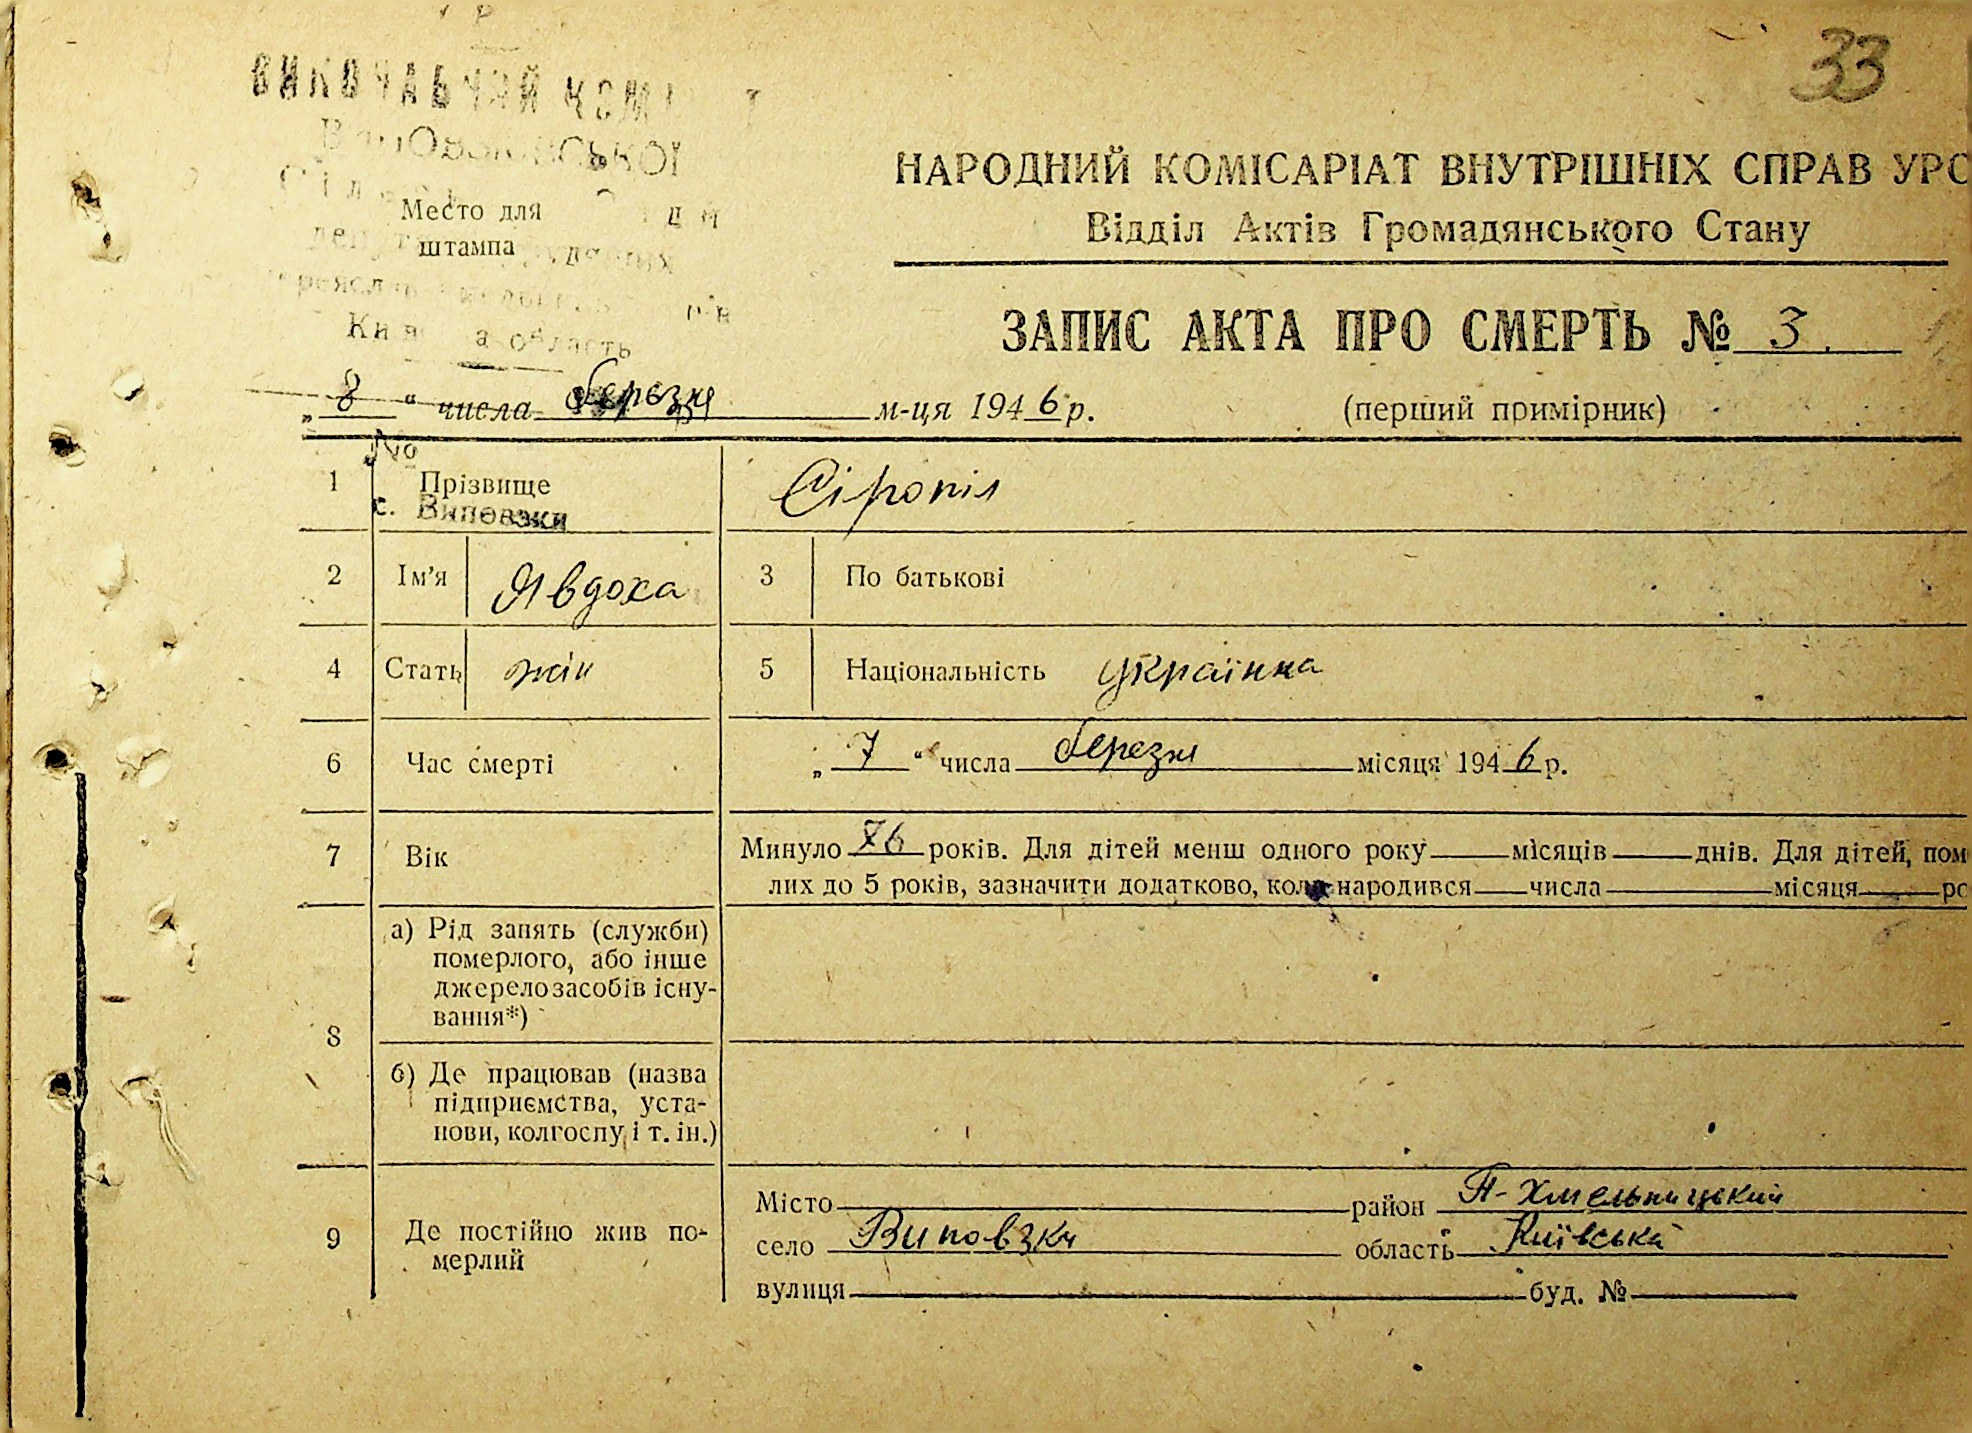 33
ВИКОНАВЧИЙ
Место для
штампа
область
НАРОДНИЙ КОМІСАРІАТ ВНУТРІШНІХ СПРАВ УРС
Відділ Актів Громадянського Стану
ЗАПИС АКТА ПРО СМЕРТЬ № 3.
„ 8 “ числа березня м-ця 1946 р. (перший примірник)
№
1 Прізвище Сіропіл
с. Виповзки
2 Ім'я Явдоха 3 По батькові
4 Стать жін 5 Національність українка
6 Час смерті „ 7 “ числа березня місяця 1946 р.
7 Вік Минуло 76 років. Для дітей менш одного року місяців днів. Для дітей, пом
лих до 5 років, зазначити додатково, коли народився числа місяця ро
8 а) Рід занять (служби)
померлого, або інше
джерело засобів існу-
вання*)
б) Де працював (назва
підприємства, уста-
нови, колгоспу і т. ін.)
9 Де постійно жив по-
мерлий
Місто район П-Хмельницький
село Виповзки область Київська
вулиця буд. №